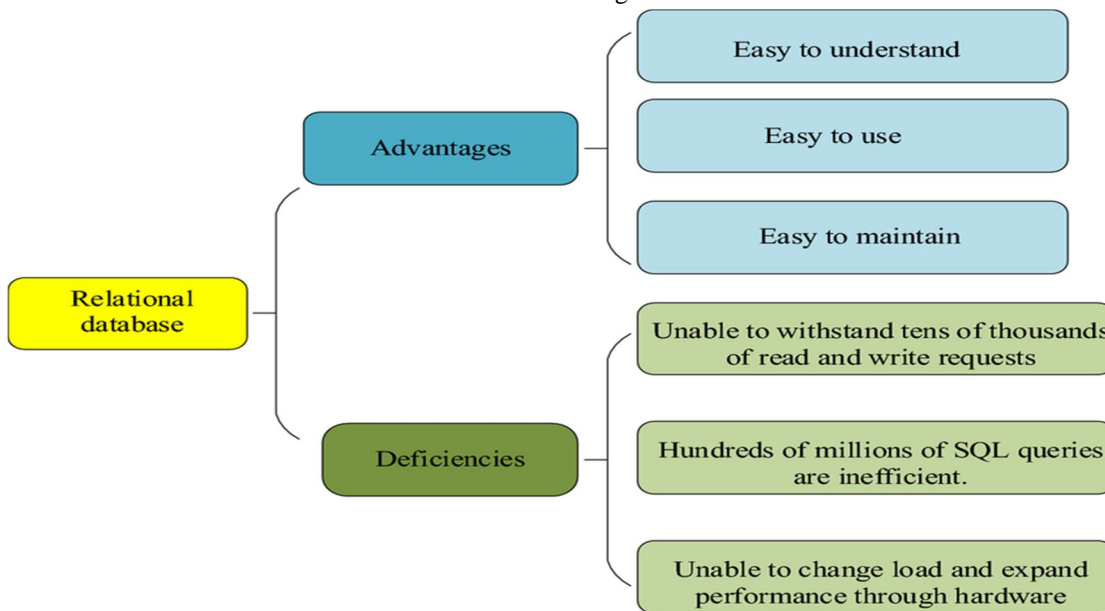 Easy to understand
Advantages
Easy to use
Easy to maintain
Relational
database
Unable to withstand tens of thousands
of read and write requests
Deficiencies
Hundreds of millions of SQL queries
are inefficient.
Unable to change load and expand
performance through hardware